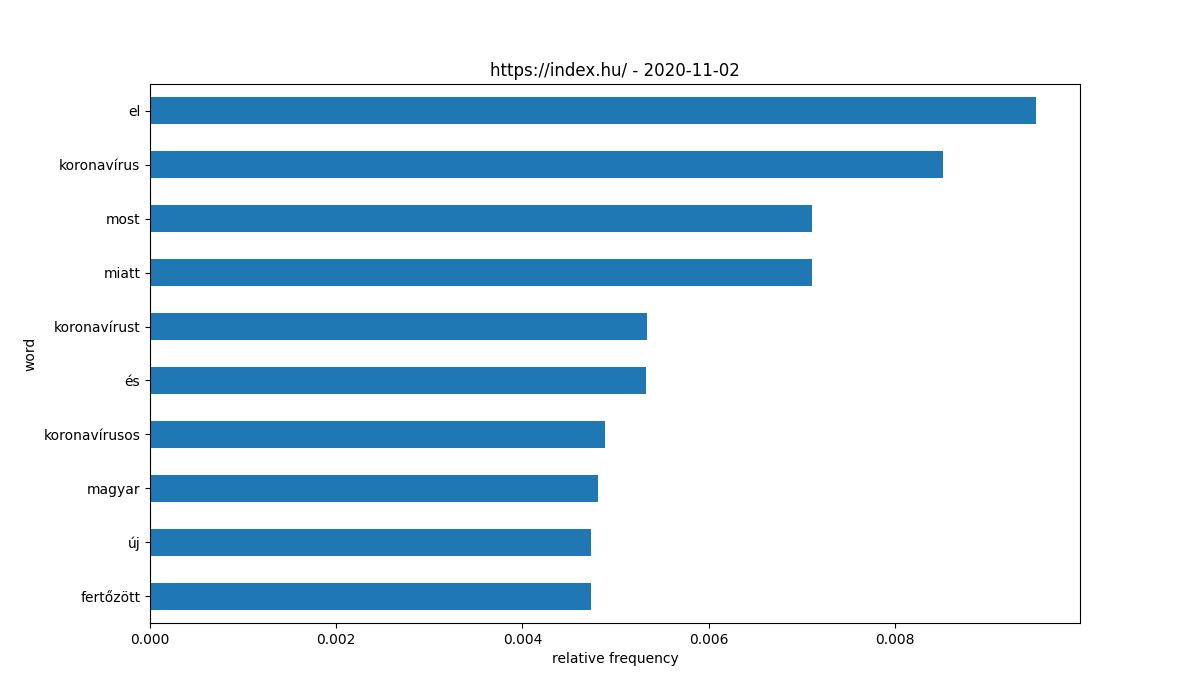 https://index.hu/ - 2020-11-02
el
koronavírus
most
miatt
koronavírust
és
koronavírusos
magyar
új
fertőzött
word
0.000 0.002 0.004 0.006 0.008
relative frequency